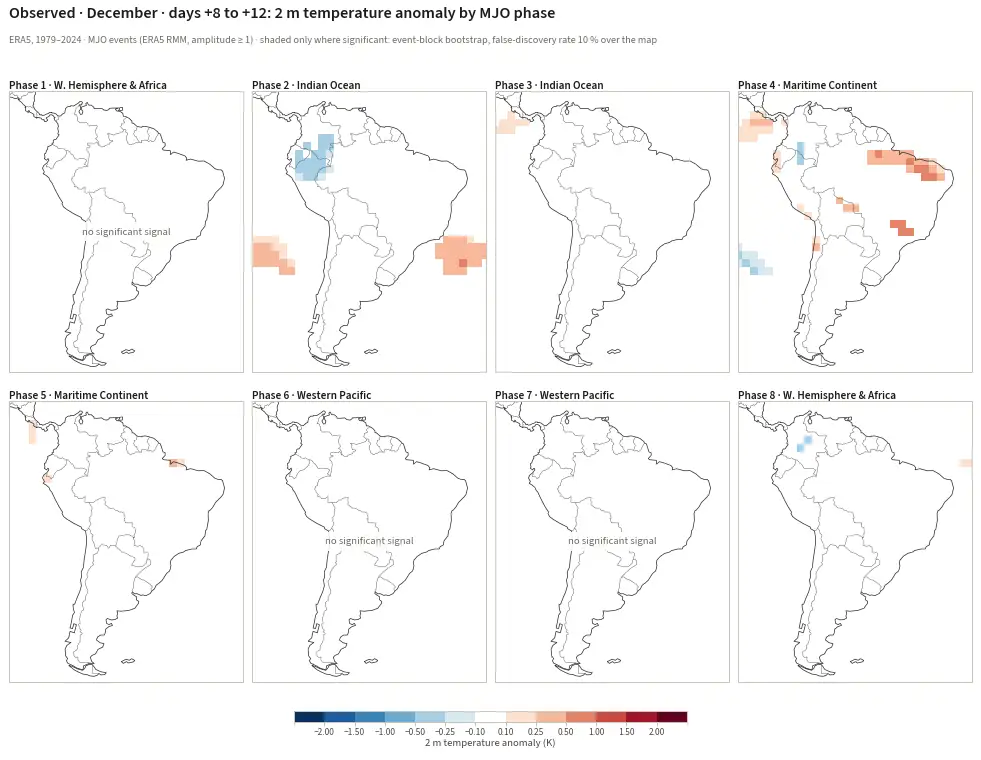 Observed · December · days +8 to +12: 2 m temperature anomaly by MJO phase
ERA5, 1979–2024 · MJO events (ERA5 RMM, amplitude ≥ 1) · shaded only where significant: event-block bootstrap, false-discovery rate 10 % over the map
Phase 1 · W. Hemisphere & Africa
Phase 2 · Indian Ocean
Phase 3 · Indian Ocean
Phase 4 · Maritime Continent
no significant signal
Phase 5 · Maritime Continent
Phase 6 · Western Pacific
Phase 7 · Western Pacific
Phase 8 · W. Hemisphere & Africa
no significant signal
no significant signal
−2.00 −1.50 −1.00 −0.50 −0.25 −0.10 0.10 0.25 0.50 1.00 1.50 2.00
2 m temperature anomaly (K)